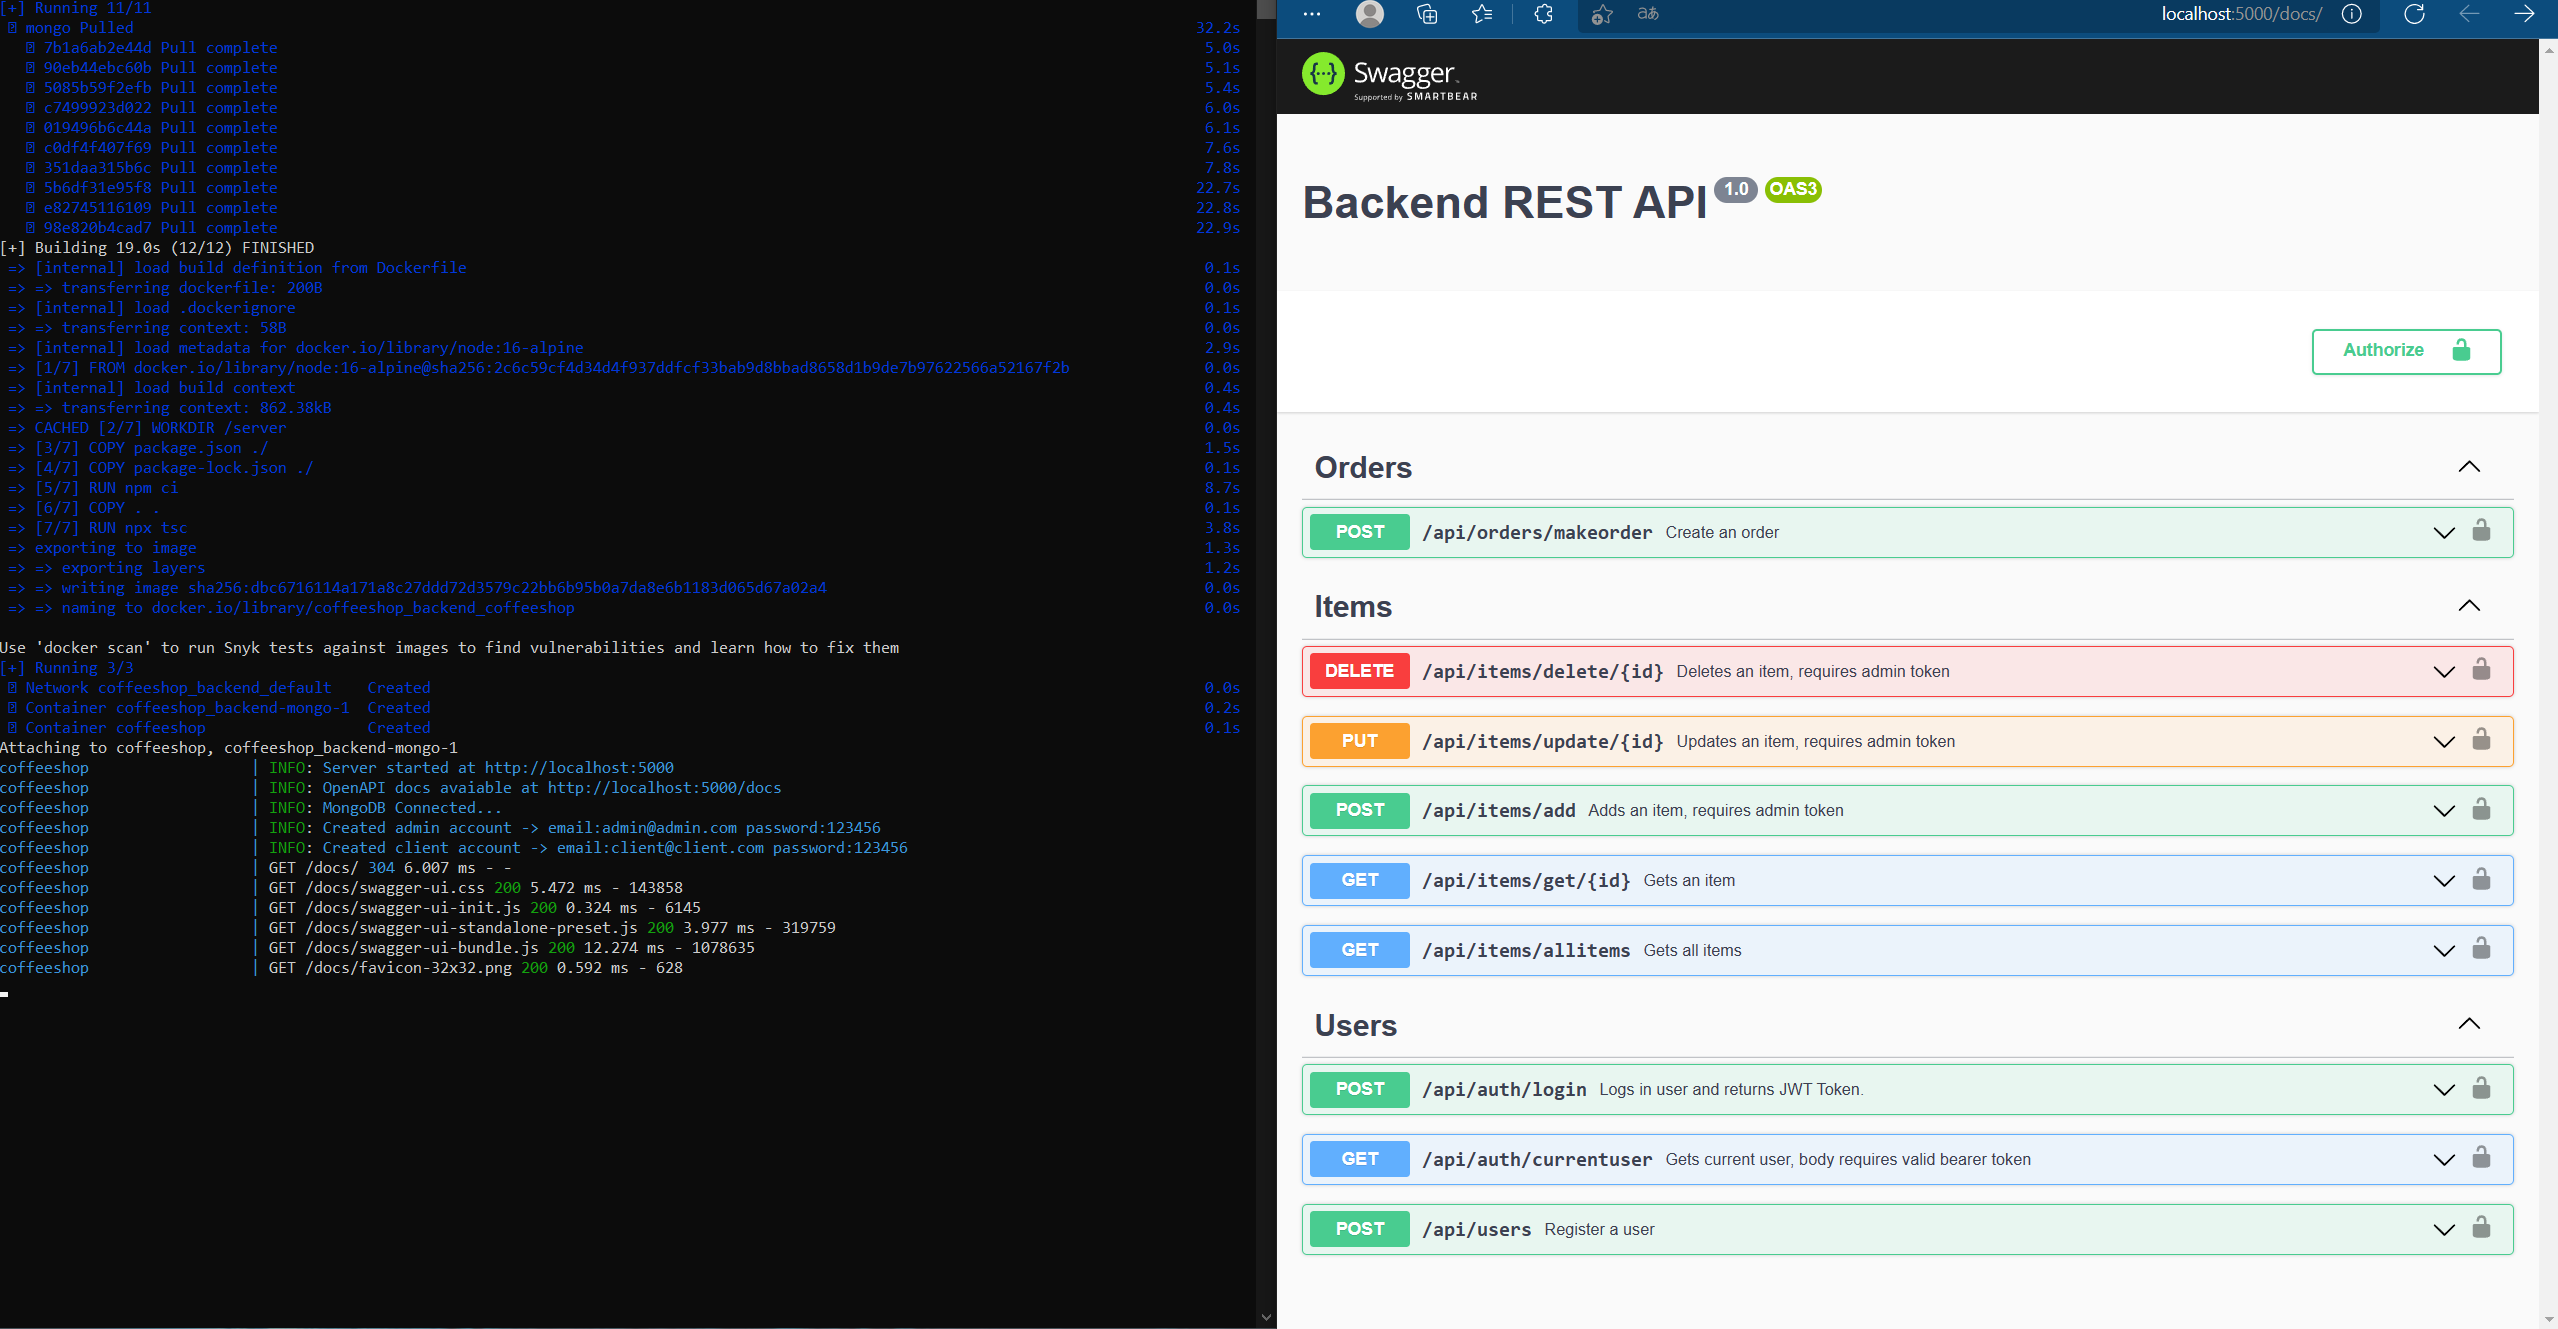 [+] Running 11/11
mongo Pulled 32.2s
7b1a6ab2e44d Pull complete 5.0s
90eb44ebc60b Pull complete 5.1s
5085b59f2efb Pull complete 5.4s
c7499923d022 Pull complete 6.0s
019496b6c44a Pull complete 6.1s
c0df4f407f69 Pull complete 7.6s
351daa315b6c Pull complete 7.8s
5b6df31e95f8 Pull complete 22.7s
e82745116109 Pull complete 22.8s
98e820b4cad7 Pull complete 22.9s
[+] Building 19.0s (12/12) FINISHED
=> [internal] load build definition from Dockerfile 0.1s
=> => transferring dockerfile: 200B 0.0s
=> [internal] load .dockerignore 0.1s
=> => transferring context: 58B 0.0s
=> [internal] load metadata for docker.io/library/node:16-alpine 2.9s
=> [1/7] FROM docker.io/library/node:16-alpine@sha256:2c6c59cf4d34d4f937ddfcf33bab9d8bbad8658d1b9de7b97622566a52167f2b 0.0s
=> [internal] load build context 0.4s
=> => transferring context: 862.38kB 0.4s
=> CACHED [2/7] WORKDIR /server 0.0s
=> [3/7] COPY package.json ./ 1.5s
=> [4/7] COPY package-lock.json ./ 0.1s
=> [5/7] RUN npm ci 8.7s
=> [6/7] COPY . . 0.1s
=> [7/7] RUN npx tsc 3.8s
=> exporting to image 1.3s
=> => exporting layers 1.2s
=> => writing image sha256:dbc6716114a171a8c27ddd72d3579c22bb6b95b0a7da8e6b1183d065d67a02a4 0.0s
=> => naming to docker.io/library/coffeeshop_backend_coffeeshop 0.0s
Use 'docker scan' to run Snyk tests against images to find vulnerabilities and learn how to fix them
[+] Running 3/3
Network coffeeshop_backend_default Created 0.0s
Container coffeeshop_backend-mongo-1 Created 0.2s
Container coffeeshop Created 0.1s
Attaching to coffeeshop, coffeeshop_backend-mongo-1
coffeeshop | INFO: Server started at http://localhost:5000
coffeeshop | INFO: OpenAPI docs avaiable at http://localhost:5000/docs
coffeeshop | INFO: MongoDB Connected...
coffeeshop | INFO: Created admin account -> email:admin@admin.com password:123456
coffeeshop | INFO: Created client account -> email:client@client.com password:123456
coffeeshop | GET /docs/ 304 6.007 ms - -
coffeeshop | GET /docs/swagger-ui.css 200 5.472 ms - 143858
coffeeshop | GET /docs/swagger-ui-init.js 200 0.324 ms - 6145
coffeeshop | GET /docs/swagger-ui-standalone-preset.js 200 3.977 ms - 319759
coffeeshop | GET /docs/swagger-ui-bundle.js 200 12.274 ms - 1078635
coffeeshop | GET /docs/favicon-32x32.png 200 0.592 ms - 628
aあ localhost:5000/docs/
Swagger
Supported by SMARTBEAR
Backend REST API 1.0 OAS3
Authorize
Orders
POST /api/orders/makeorder Create an order
Items
DELETE /api/items/delete/{id} Deletes an item, requires admin token
PUT /api/items/update/{id} Updates an item, requires admin token
POST /api/items/add Adds an item, requires admin token
GET /api/items/get/{id} Gets an item
GET /api/items/allitems Gets all items
Users
POST /api/auth/login Logs in user and returns JWT Token.
GET /api/auth/currentuser Gets current user, body requires valid bearer token
POST /api/users Register a user